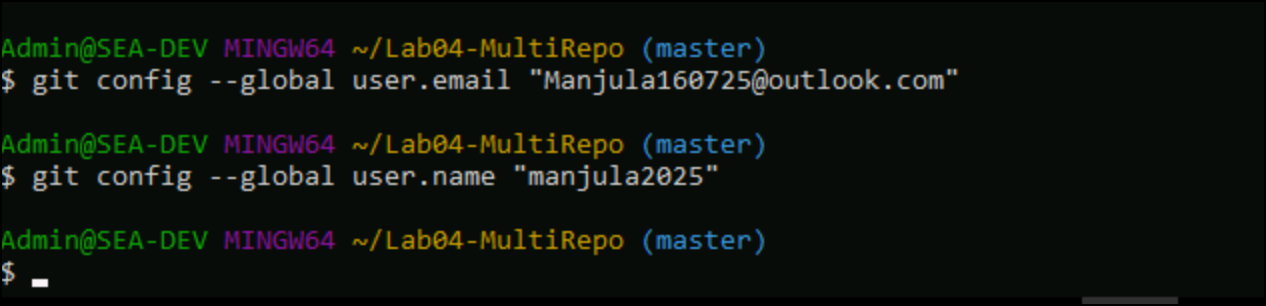 Admin@SEA-DEV MINGW64 ~/Lab04-MultiRepo (master)
$ git config --global user.email "Manjula160725@outlook.com"
Admin@SEA-DEV MINGW64 ~/Lab04-MultiRepo (master)
$ git config --global user.name "manjula2025"
Admin@SEA-DEV MINGW64 ~/Lab04-MultiRepo (master)
$